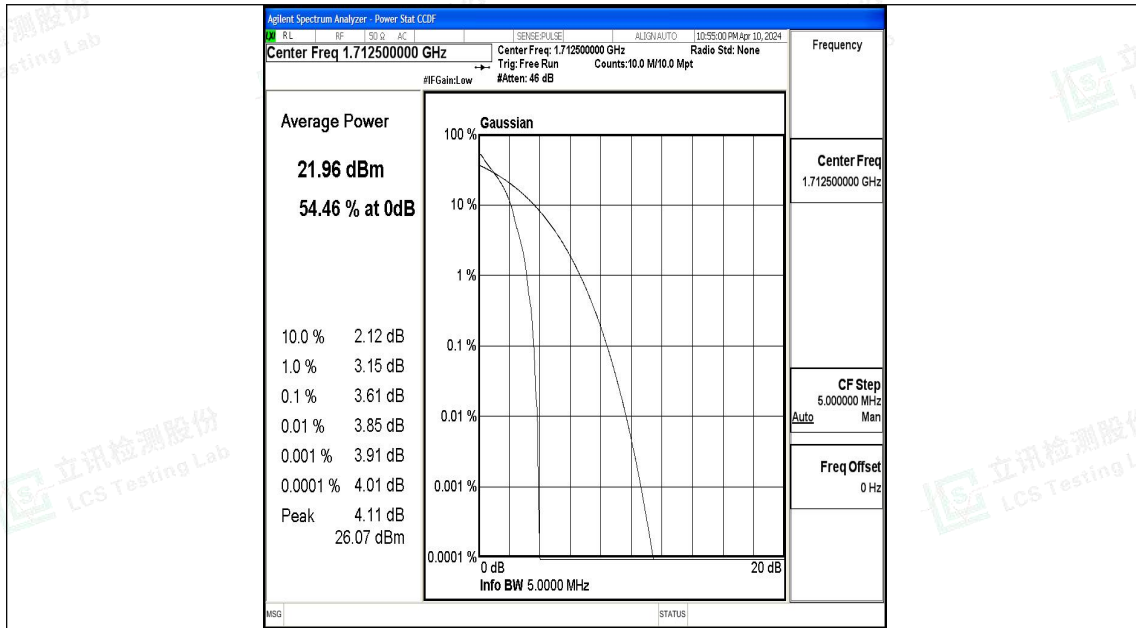 Agilent Spectrum Analyzer - Power Stat CCDF
RL RF 50 Ω AC SENSE:PULSE ALIGNAUTO 10:55:00 PM Apr 10, 2024
Center Freq 1.712500000 GHz
Center Freq: 1.712500000 GHz Radio Std: None
Trig: Free Run Counts:10.0 M/10.0 Mpt
#IFGain:Low #Atten: 46 dB
Frequency
Average Power
21.96 dBm
54.46 % at 0dB
10.0 % 2.12 dB
1.0 % 3.15 dB
0.1 % 3.61 dB
0.01 % 3.85 dB
0.001 % 3.91 dB
0.0001 % 4.01 dB
Peak 4.11 dB
26.07 dBm
Gaussian
100 %
10 %
1 %
0.1 %
0.01 %
0.001 %
0.0001 %
0 dB 20 dB
Info BW 5.0000 MHz
Center Freq
1.712500000 GHz
CF Step
5.000000 MHz
Auto Man
Freq Offset
0 Hz
MSG STATUS
立讯检测股份
LCS Testing Lab
立讯检测股
LCS Testing L